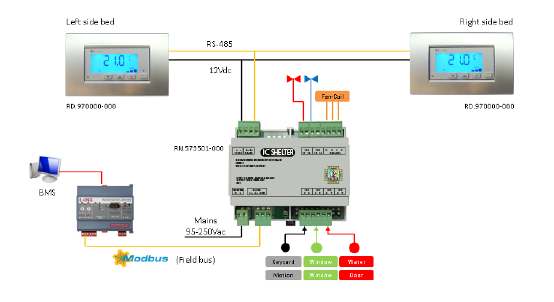 Left side bed
Right side bed
RS-485
12Vdc
21.0
21.0
RD.970000-000
RD.970000-000
Fan-Coil
RN.573501-000
IC SHELTER
BMS
Mains
95-250Vac
Modbus
(Field bus)
Keycard
Window
Water
Motion
Window
Door